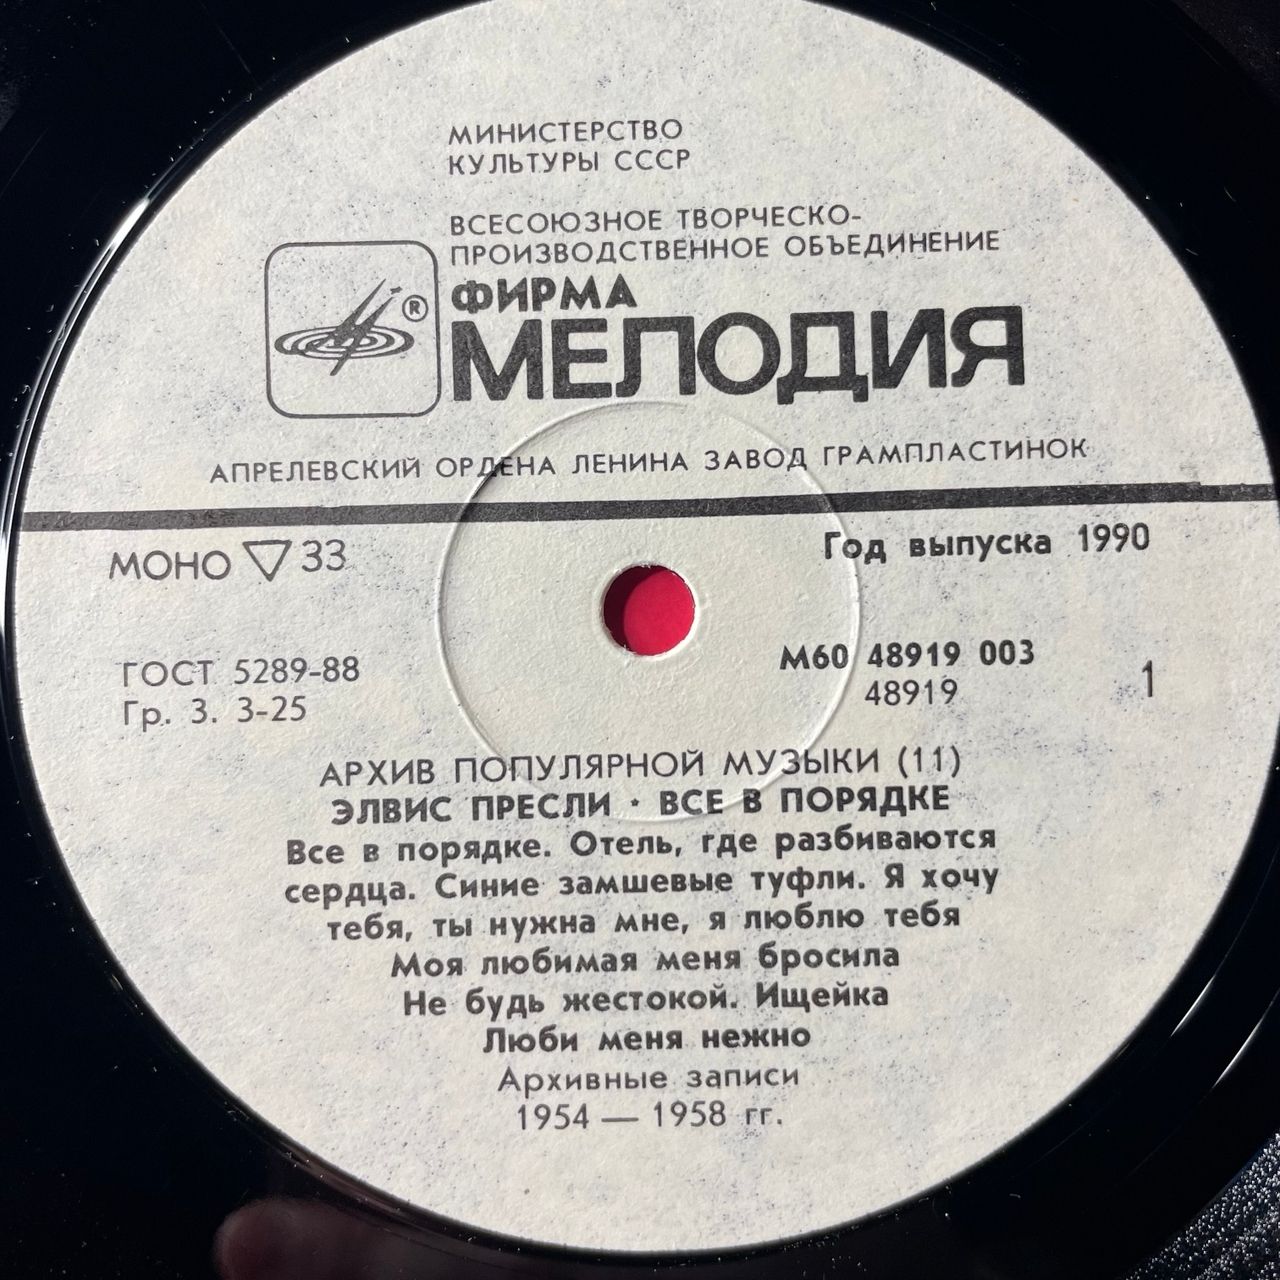 МИНИСТЕРСТВО
КУЛЬТУРЫ СССР
ВСЕСОЮЗНОЕ ТВОРЧЕСКО-
ПРОИЗВОДСТВЕННОЕ ОБЪЕДИНЕНИЕ
ФИРМА
®
МЕЛОДИЯ
АПРЕЛЕВСКИЙ ОРДЕНА ЛЕНИНА ЗАВОД ГРАМПЛАСТИНОК
МОНО ▽ 33
Год выпуска 1990
ГОСТ 5289-88
Гр. 3. 3-25
М60 48919 003
48919
1
АРХИВ ПОПУЛЯРНОЙ МУЗЫКИ (11)
ЭЛВИС ПРЕСЛИ · ВСЕ В ПОРЯДКЕ
Все в порядке. Отель, где разбиваются
сердца. Синие замшевые туфли. Я хочу
тебя, ты нужна мне, я люблю тебя
Моя любимая меня бросила
Не будь жестокой. Ищейка
Люби меня нежно
Архивные записи
1954 — 1958 гг.